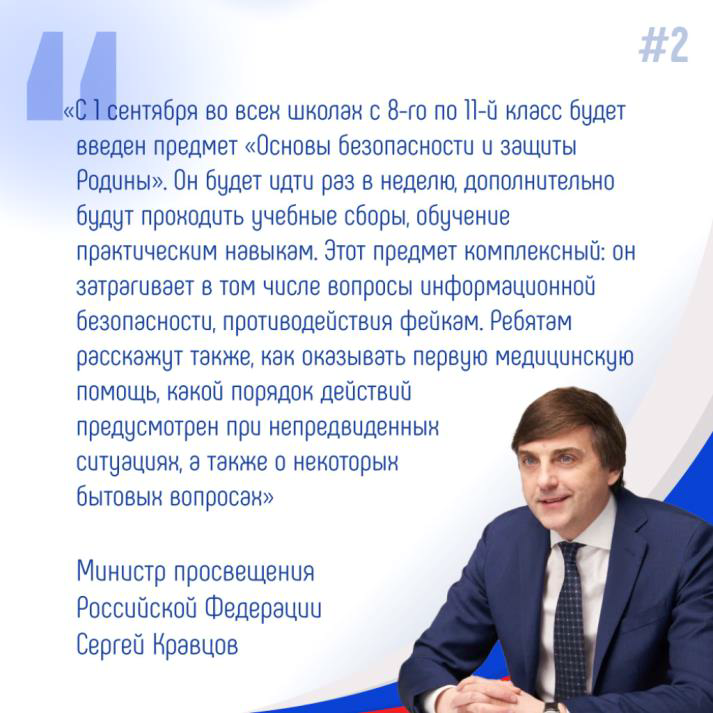 #2
«С 1 сентября во всех школах с 8-го по 11-й класс будет
введен предмет «Основы безопасности и защиты
Родины». Он будет идти раз в неделю, дополнительно
будут проходить учебные сборы, обучение
практическим навыкам. Этот предмет комплексный: он
затрагивает в том числе вопросы информационной
безопасности, противодействия фейкам. Ребятам
расскажут также, как оказывать первую медицинскую
помощь, какой порядок действий
предусмотрен при непредвиденных
ситуациях, а также о некоторых
бытовых вопросах»
Министр просвещения
Российской Федерации
Сергей Кравцов